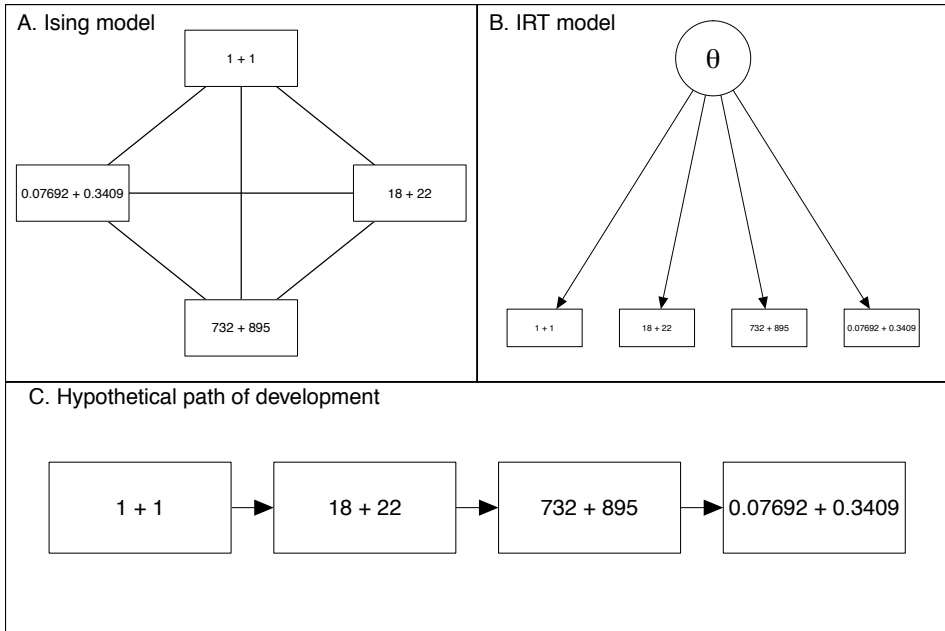 A. Ising model
1 + 1
0.07692 + 0.3409
18 + 22
732 + 895
B. IRT model
θ
1 + 1
18 + 22
732 + 895
0.07692 + 0.3409
C. Hypothetical path of development
1 + 1
18 + 22
732 + 895
0.07692 + 0.3409